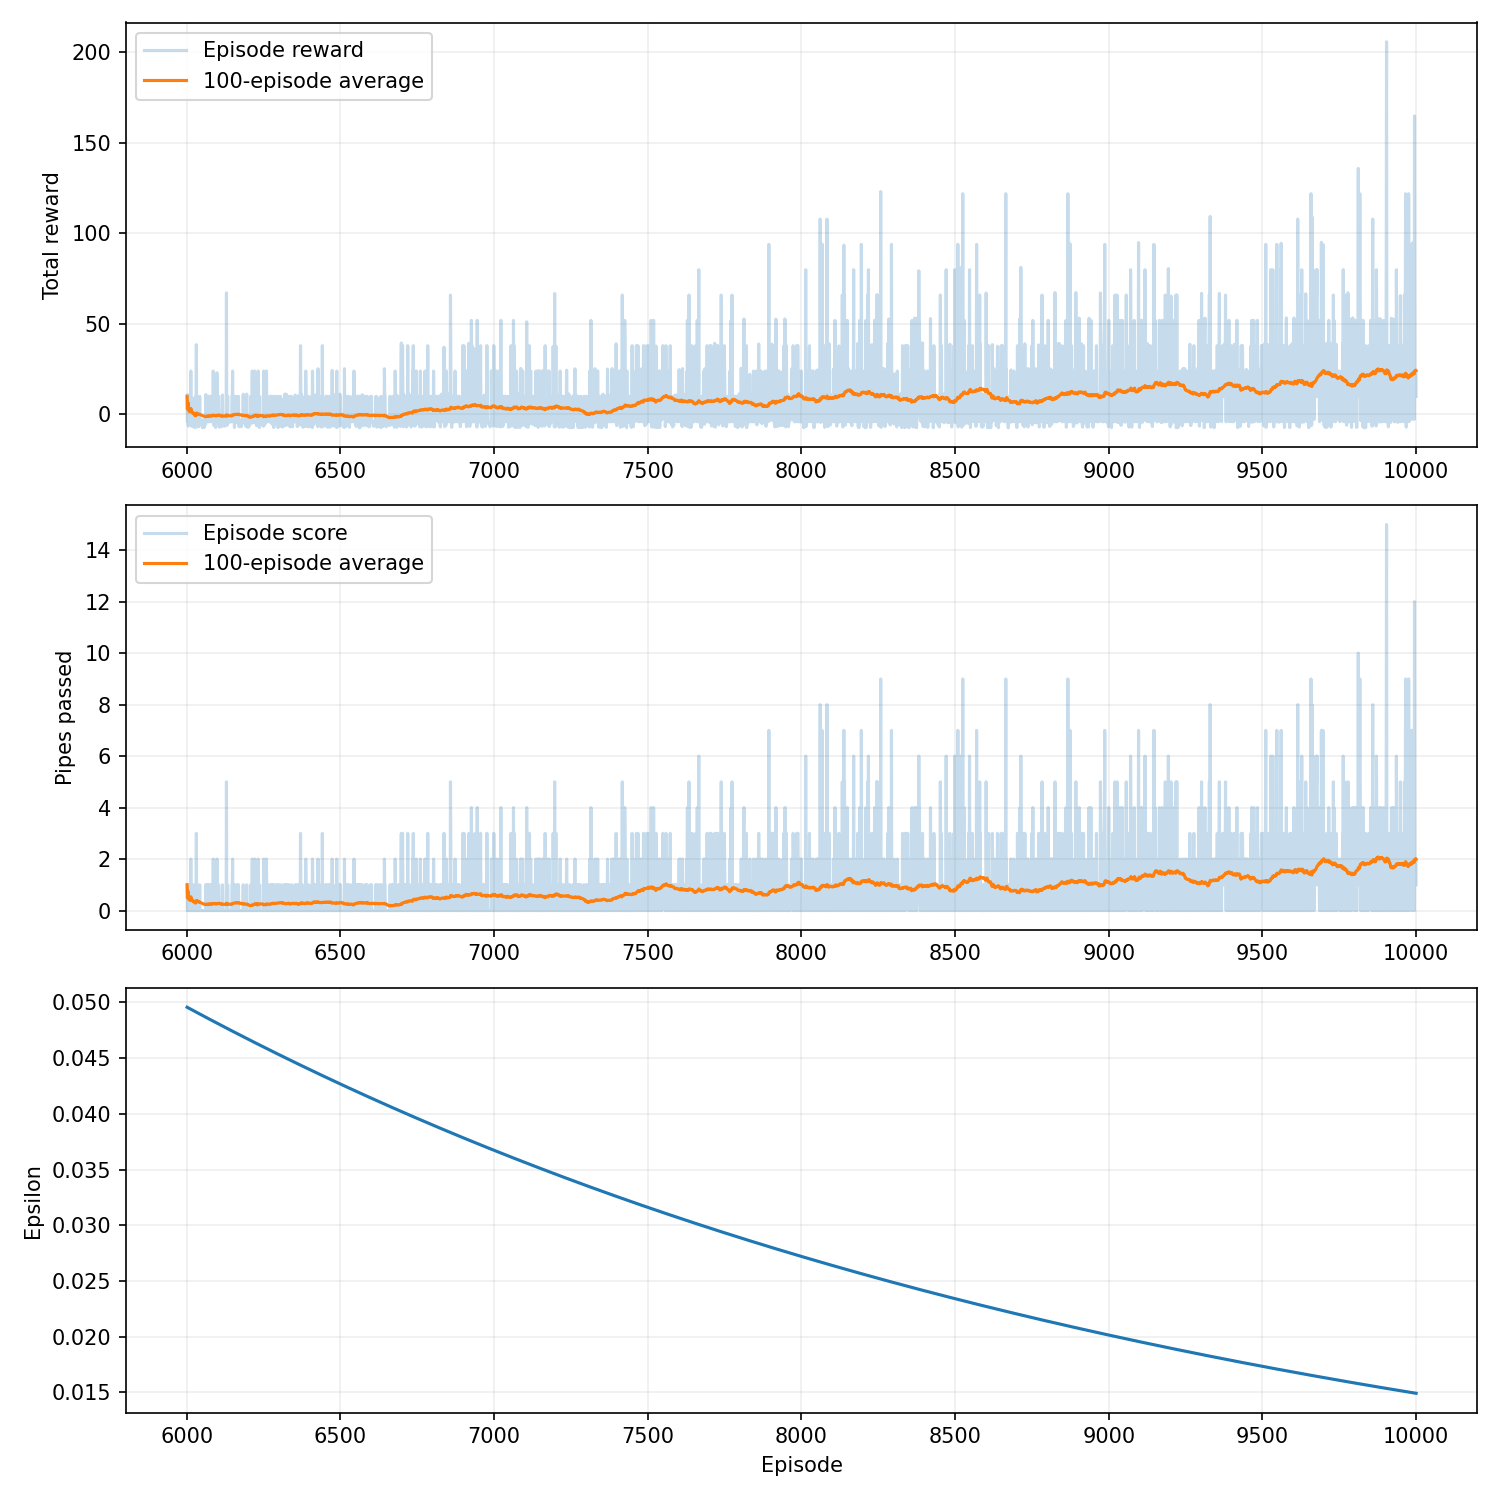 Episode reward
100-episode average
Total reward
200
150
100
50
0
6000 6500 7000 7500 8000 8500 9000 9500 10000
Episode score
100-episode average
Pipes passed
14
12
10
8
6
4
2
0
6000 6500 7000 7500 8000 8500 9000 9500 10000
Epsilon
0.050
0.045
0.040
0.035
0.030
0.025
0.020
0.015
6000 6500 7000 7500 8000 8500 9000 9500 10000
Episode